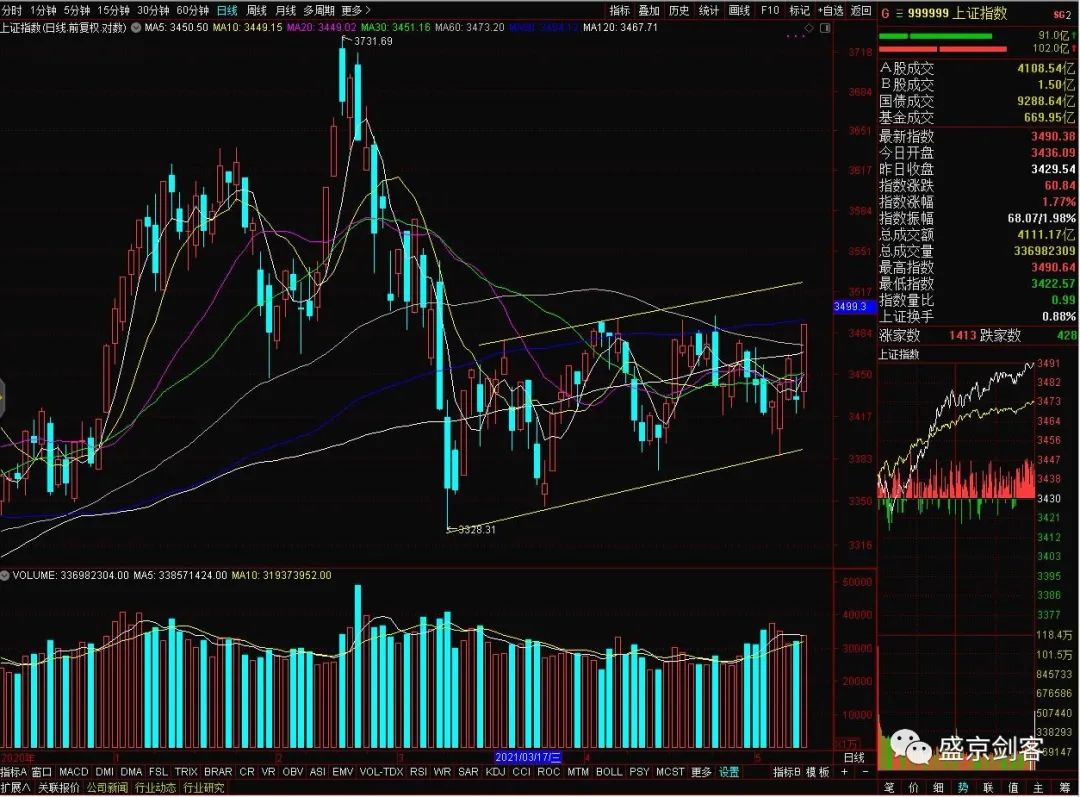 分时 1分钟 5分钟 15分钟 30分钟 60分钟 日线 周线 月线 多周期 更多> 指标 叠加 历史 统计 画线 F10 标记 +自选 返回
G 999999 上证指数 SG2
上证指数(日线.前复权.对数) MA5: 3450.50 MA10: 3449.15 MA20: 3449.02 MA30: 3451.16 MA60: 3473.20 MA120: 3467.71
91.0亿↑
102.0亿↑
A股成交 4108.54亿
B股成交 1.50亿
国债成交 9288.64亿
基金成交 669.95亿
最新指数 3490.38
今日开盘 3436.09
昨日收盘 3429.54
指数涨跌 60.84
指数涨幅 1.77%
指数振幅 68.07/1.98%
总成交额 4111.17亿
总成交量 336982309
最高指数 3490.64
最低指数 3422.57
指数量比 0.99
上证换手 0.88%
涨家数 1413 跌家数 428
上证指数
3731.69
3328.31
3718
3684
3661
3617
3584
3551
3517
3499.3
3484
3450
3417
3383
3350
3316
3491
3482
3473
3464
3456
3447
3438
3430
3421
3412
3403
3395
3386
3377
118.4万
101.5万
845733
676586
507440
338293
169147
VOLUME: 336982304.00 MA5: 338571424.00 MA10: 319373952.00
50000
40000
30000
20000
10000
X1万
2020年 1 2 3 2021/03/17/三 4 5 日线
指标A 窗口 MACD DMI DMA FSL TRIX BRAR CR VR OBV ASI EMV VOL-TDX RSI WR SAR KDJ CCI ROC MTM BOLL PSY MCST 更多 设置 指标B 模板 + -
扩展∧ 关联报价 公司新闻 行业动态 行业研究 笔 价 细 势 联 值 主 筹
盛京剑客